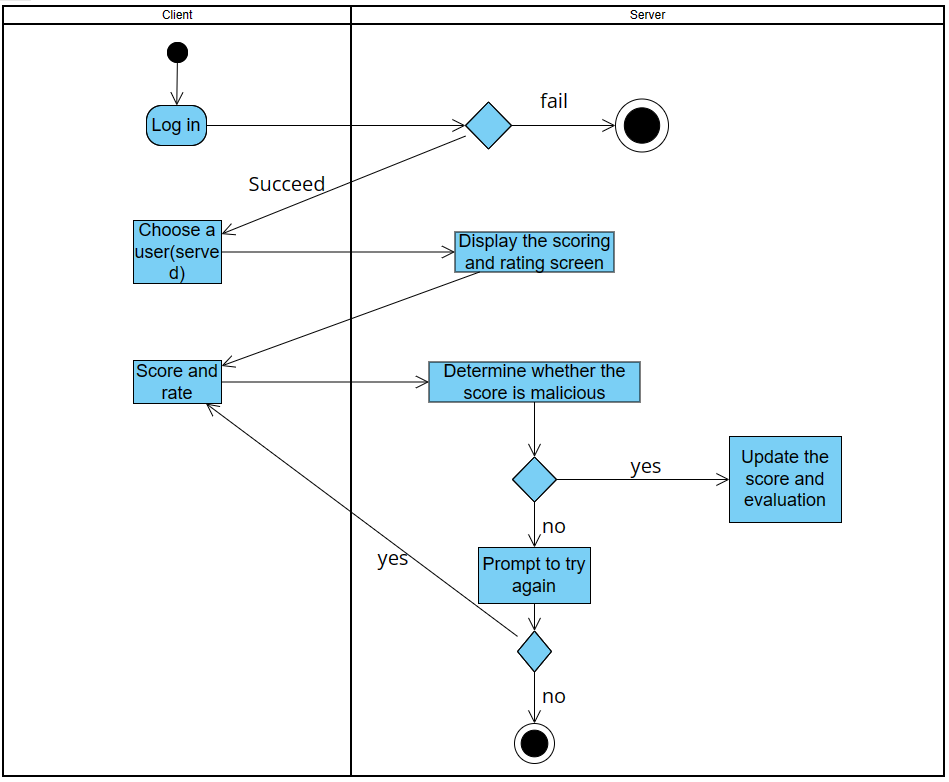 Client
Server
fail
Log in
Succeed
Choose a
user(serve
d)
Display the scoring
and rating screen
Score and
rate
Determine whether the
score is malicious
yes
Update the
score and
evaluation
no
Prompt to try
again
yes
no